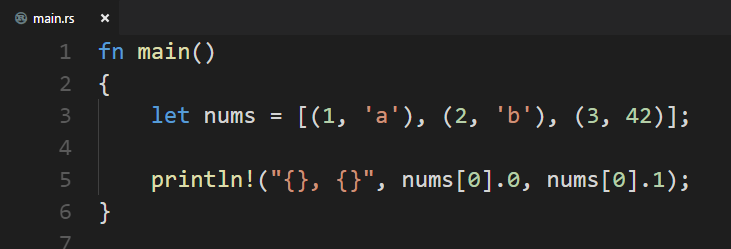 main.rs ×
1 fn main()
2 {
3     let nums = [(1, 'a'), (2, 'b'), (3, 42)];
4
5     println!("{}, {}", nums[0].0, nums[0].1);
6 }
7